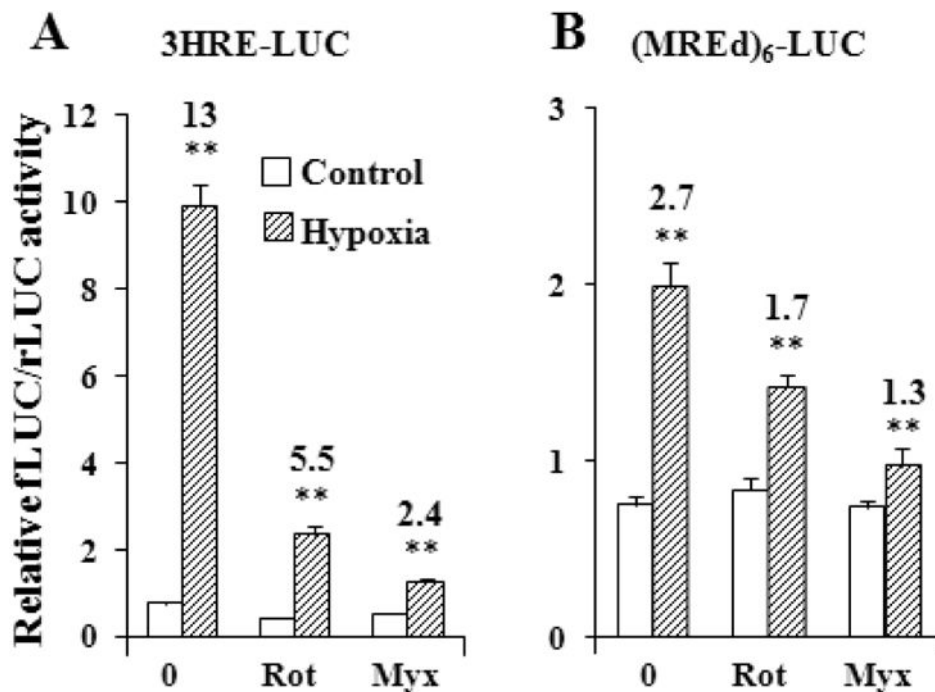 A
3HRE-LUC
Relative fLUC/rLUC activity
12
10
8
6
4
2
0
13
**
Control
Hypoxia
5.5
**
2.4
**
0 Rot Myx
B
(MREd)₆-LUC
3
2
1
0
2.7
**
1.7
**
1.3
**
0 Rot Myx